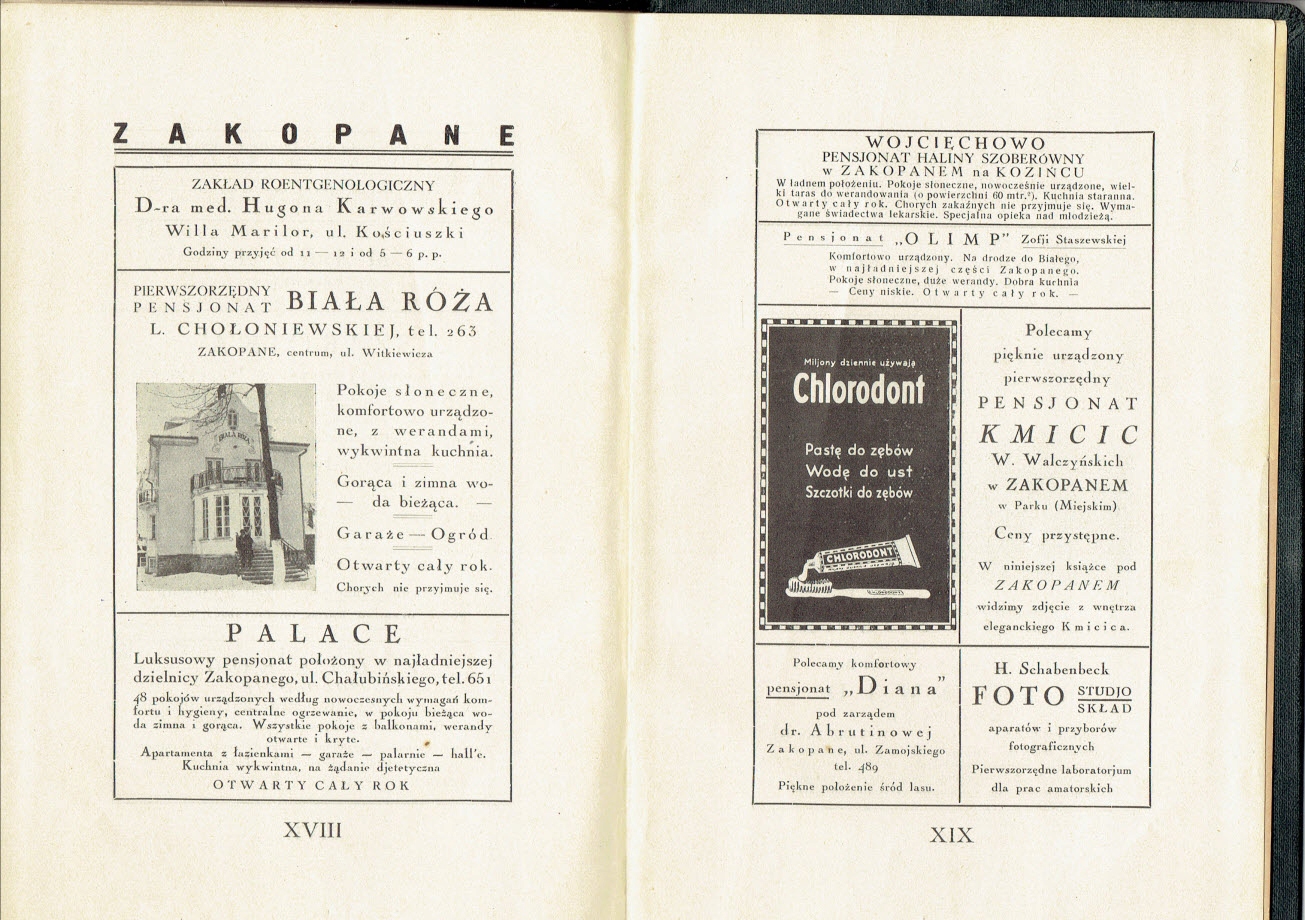 ZAKOPANE
ZAKŁAD ROENTGENOLOGICZNY
D-ra med. Hugona Karwowskiego
Willa Marilor, ul. Kościuszki
Godziny przyjęć od 11 — 12 i od 5 — 6 p. p.
PIERWSZORZĘDNY
PENSJONAT BIAŁA RÓŻA
L. CHOŁONIEWSKIEJ, tel. 263
ZAKOPANE, centrum, ul. Witkiewicza
BIAŁA RÓŻA
Pokoje słoneczne,
komfortowo urządzo-
ne, z werandami,
wykwintna kuchnia.
Gorąca i zimna wo-
— da bieżąca. —
Garaże — Ogród
Otwarty cały rok.
Chorych nie przyjmuje się.
PALACE
Luksusowy pensjonat położony w najładniejszej
dzielnicy Zakopanego, ul. Chałubińskiego, tel. 651
48 pokojów urządzonych według nowoczesnych wymagań kom-
fortu i hygieny, centralne ogrzewanie, w pokoju bieżąca wo-
da zimna i gorąca. Wszystkie pokoje z balkonami, werandy
otwarte i kryte.
Apartamenta z łazienkami — garaże — palarnie — hall'e.
Kuchnia wykwintna, na żądanie djetetyczna
OTWARTY CAŁY ROK
XVIII
WOJCIĘCHOWO
PENSJONAT HALINY SZOBERÓWNY
w ZAKOPANEM na KOZIŃCU
W ładnem położeniu. Pokoje słoneczne, nowocześnie urządzone, wiel-
ki taras do werandowania (o powierzchni 60 mtr.²). Kuchnia staranna.
Otwarty cały rok. Chorych zakaźnych nie przyjmuje się. Wyma-
gane świadectwa lekarskie. Specjalna opieka nad młodzieżą.
Pensjonat „OLIMP" Zofji Staszewskiej
Komfortowo urządzony. Na drodze do Białego,
w najładniejszej części Zakopanego.
Pokoje słoneczne, duże werandy. Dobra kuchnia
— Ceny niskie. Otwarty cały rok. —
Miljony dziennie używają
Chlorodont
Pastę do zębów
Wodę do ust
Szczotki do zębów
CHLORODONT
Polecamy
pięknie urządzony
pierwszorzędny
PENSJONAT
KMICIC
W. Walczyńskich
w ZAKOPANEM
w Parku (Miejskim)
Ceny przystępne.
W niniejszej książce pod
ZAKOPANEM
widzimy zdjęcie z wnętrza
eleganckiego Kmicica.
Polecamy komfortowy
pensjonat „Diana"
pod zarządem
dr. Abrutinowej
Zakopane, ul. Zamojskiego
tel. 489
Piękne położenie śród lasu.
H. Schabenbeck
FOTO STUDJO
SKŁAD
aparatów i przyborów
fotograficznych
Pierwszorzędne laboratorjum
dla prac amatorskich
XIX